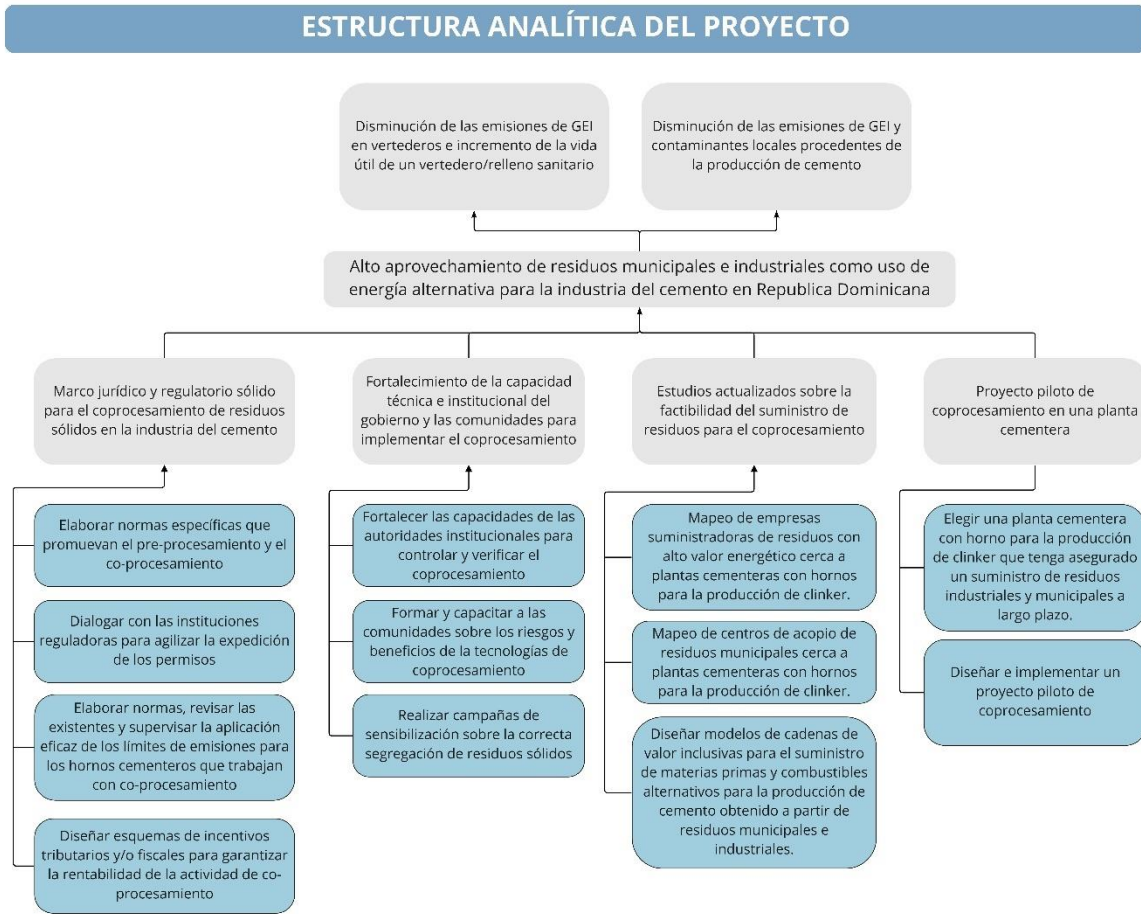 ESTRUCTURA ANALÍTICA DEL PROYECTO
Disminución de las emisiones de GEI
en vertederos e incremento de la vida
útil de un vertedero/relleno sanitario
Disminución de las emisiones de GEI y
contaminantes locales procedentes de
la producción de cemento
Alto aprovechamiento de residuos municipales e industriales como uso de
energía alternativa para la industria del cemento en Republica Dominicana
Marco jurídico y regulatorio sólido
para el coprocesamiento de residuos
sólidos en la industria del cemento
Fortalecimiento de la capacidad
técnica e institucional del
gobierno y las comunidades para
implementar el coprocesamiento
Estudios actualizados sobre la
factibilidad del suministro de
residuos para el coprocesamiento
Proyecto piloto de
coprocesamiento en una planta
cementera
Elaborar normas específicas que
promuevan el pre-procesamiento y el
co-procesamiento
Dialogar con las instituciones
reguladoras para agilizar la expedición
de los permisos
Elaborar normas, revisar las
existentes y supervisar la aplicación
eficaz de los límites de emisiones para
los hornos cementeros que trabajan
con co-procesamiento
Diseñar esquemas de incentivos
tributarios y/o fiscales para garantizar
la rentabilidad de la actividad de co-
procesamiento
Fortalecer las capacidades de las
autoridades institucionales para
controlar y verificar el
coprocesamiento
Formar y capacitar a las
comunidades sobre los riesgos y
beneficios de la tecnologías de
coprocesamiento
Realizar campañas de
sensibilización sobre la correcta
segregación de residuos sólidos
Mapeo de empresas
suministradoras de residuos con
alto valor energético cerca a
plantas cementeras con hornos
para la producción de clinker.
Mapeo de centros de acopio de
residuos municipales cerca a
plantas cementeras con hornos
para la producción de clinker.
Diseñar modelos de cadenas de
valor inclusivas para el suministro
de materias primas y combustibles
alternativos para la producción de
cemento obtenido a partir de
residuos municipales e
industriales.
Elegir una planta cementera
con horno para la producción
de clinker que tenga asegurado
un suministro de residuos
industriales y municipales a
largo plazo.
Diseñar e implementar un
proyecto piloto de
coprocesamiento